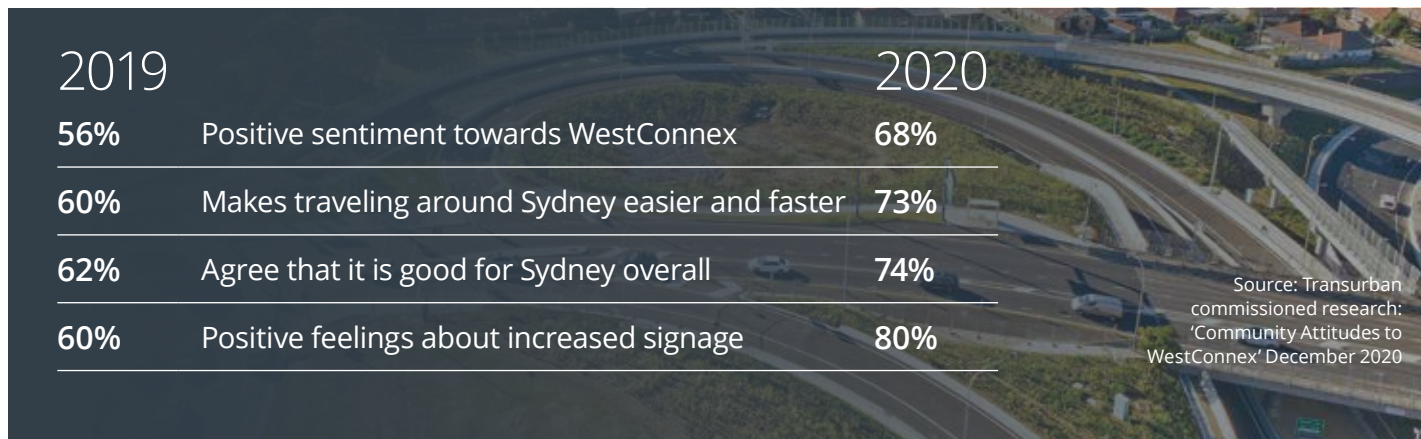 2019 2020
56% Positive sentiment towards WestConnex 68%
60% Makes traveling around Sydney easier and faster 73%
62% Agree that it is good for Sydney overall 74%
60% Positive feelings about increased signage 80%
Source: Transurban
commissioned research:
‘Community Attitudes to
WestConnex’ December 2020